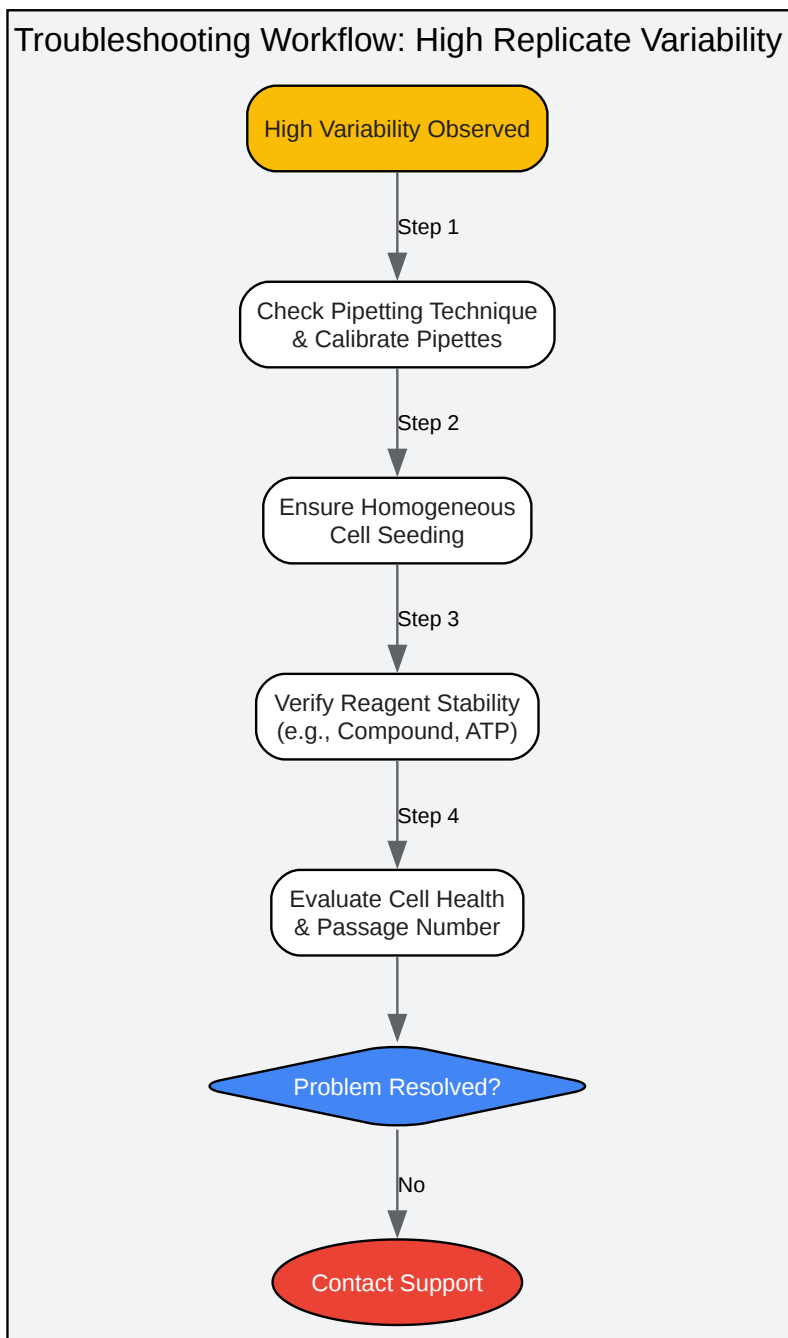 Troubleshooting Workflow: High Replicate Variability
High Variability Observed
Step 1
Check Pipetting Technique
& Calibrate Pipettes
Step 2
Ensure Homogeneous
Cell Seeding
Step 3
Verify Reagent Stability
(e.g., Compound, ATP)
Step 4
Evaluate Cell Health
& Passage Number
Problem Resolved?
No
Contact Support